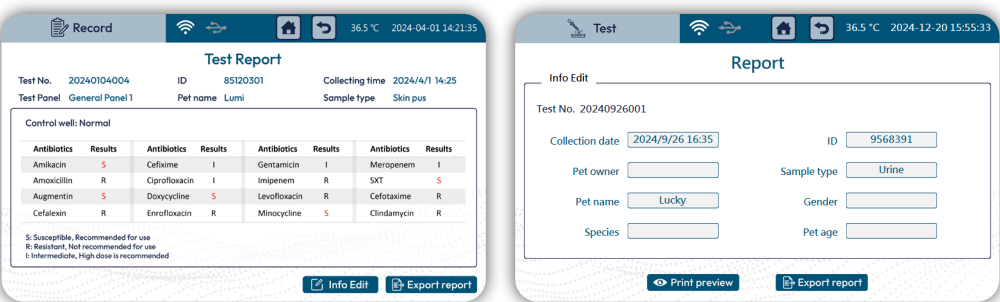 Record
36.5 °C 2024-04-01 14:21:35
Test Report
Test No. 20240104004 ID 85120301 Collecting time 2024/4/1 14:25
Test Panel General Panel 1 Pet name Lumi Sample type Skin pus
Control well: Normal
Antibiotics Results Antibiotics Results Antibiotics Results Antibiotics Results
Amikacin S Cefixime I Gentamicin I Meropenem I
Amoxicillin R Ciprofloxacin I Imipenem R SXT S
Augmentin S Doxycycline S Levofloxacin R Cefotaxime R
Cefalexin R Enrofloxacin R Minocycline S Clindamycin R
S: Susceptible, Recommended for use
R: Resistant, Not recommended for use
I: Intermediate, High dose is recommended
Info Edit Export report
Test
36.5 °C 2024-12-20 15:55:33
Report
Info Edit
Test No. 20240926001
Collection date 2024/9/26 16:35 ID 9568391
Pet owner Sample type Urine
Pet name Lucky Gender
Species Pet age
Print preview Export report